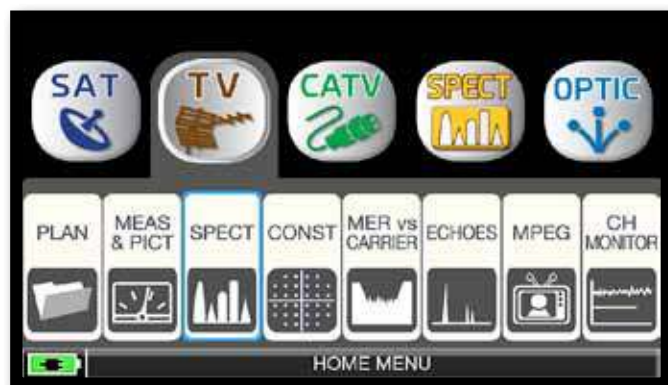 SAT
TV
CATV
SPECT
OPTIC
PLAN
MEAS
& PICT
SPECT
CONST
MER vs
CARRIER
ECHOES
MPEG
CH
MONITOR
HOME MENU